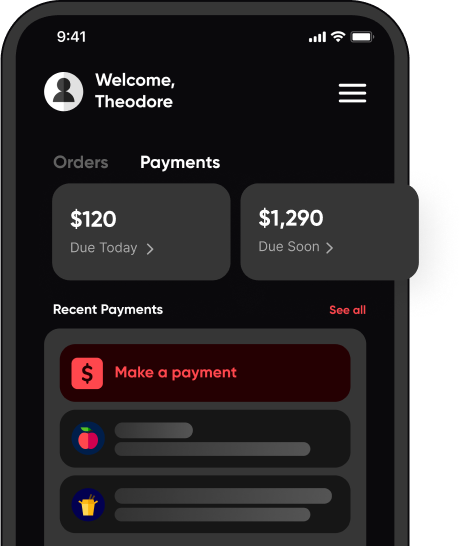 9:41
Welcome,
Theodore
Orders Payments
$120
Due Today
$1,290
Due Soon
Recent Payments See all
$ Make a payment